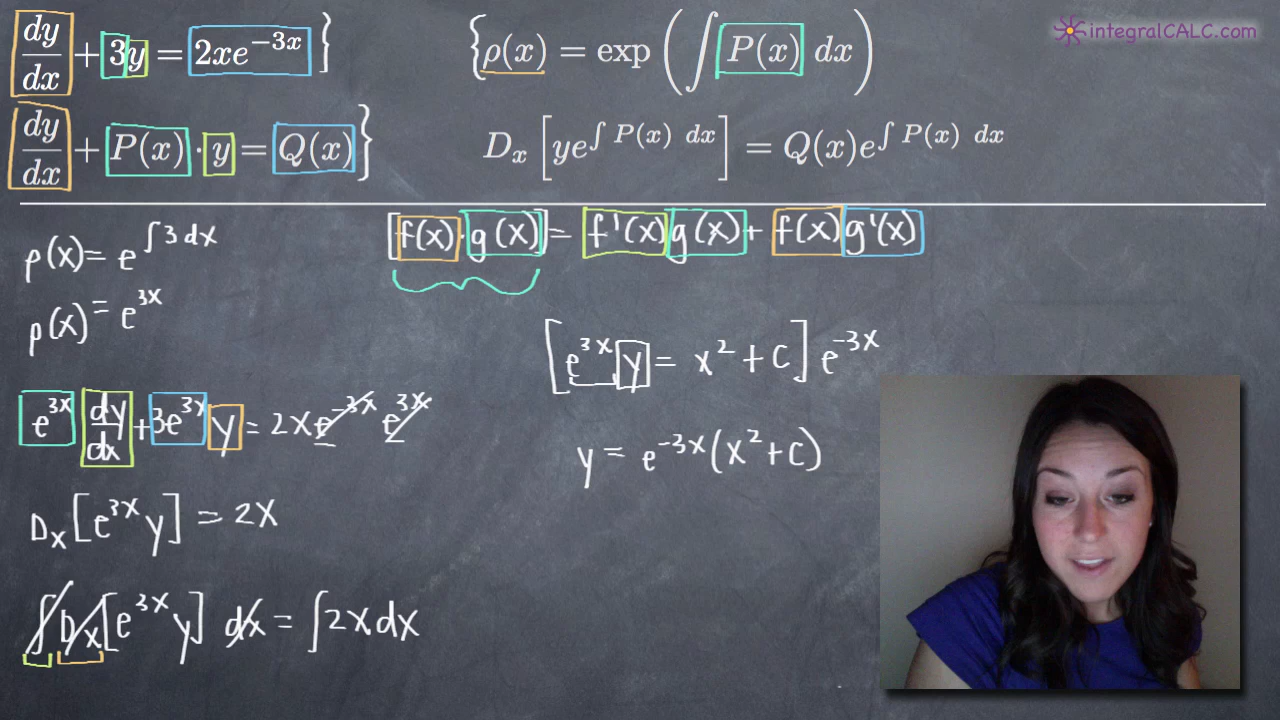 dy/dx + 3y = 2xe^{-3x} }
{ ρ(x) = exp ( ∫ P(x) dx )
integralCALC.com
dy/dx + P(x) · y = Q(x) }
D_x [ ye^{∫ P(x) dx} ] = Q(x)e^{∫ P(x) dx}
ρ(x) = e^{∫ 3 dx}
ρ(x) = e^{3x}
e^{3x} dy/dx + 3e^{3x} y = 2x e^{-3x} e^{3x}
D_x [e^{3x} y] = 2x
∫ D_x [e^{3x} y] dx = ∫ 2x dx
[f(x) · g(x)] = f'(x) g(x) + f(x) g'(x)
[e^{3x} y = x^2 + C] e^{-3x}
y = e^{-3x} (x^2 + C)